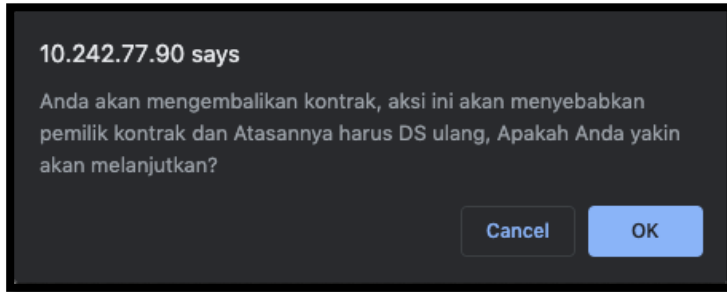 10.242.77.90 says
Anda akan mengembalikan kontrak, aksi ini akan menyebabkan
pemilik kontrak dan Atasannya harus DS ulang, Apakah Anda yakin
akan melanjutkan?
Cancel
OK